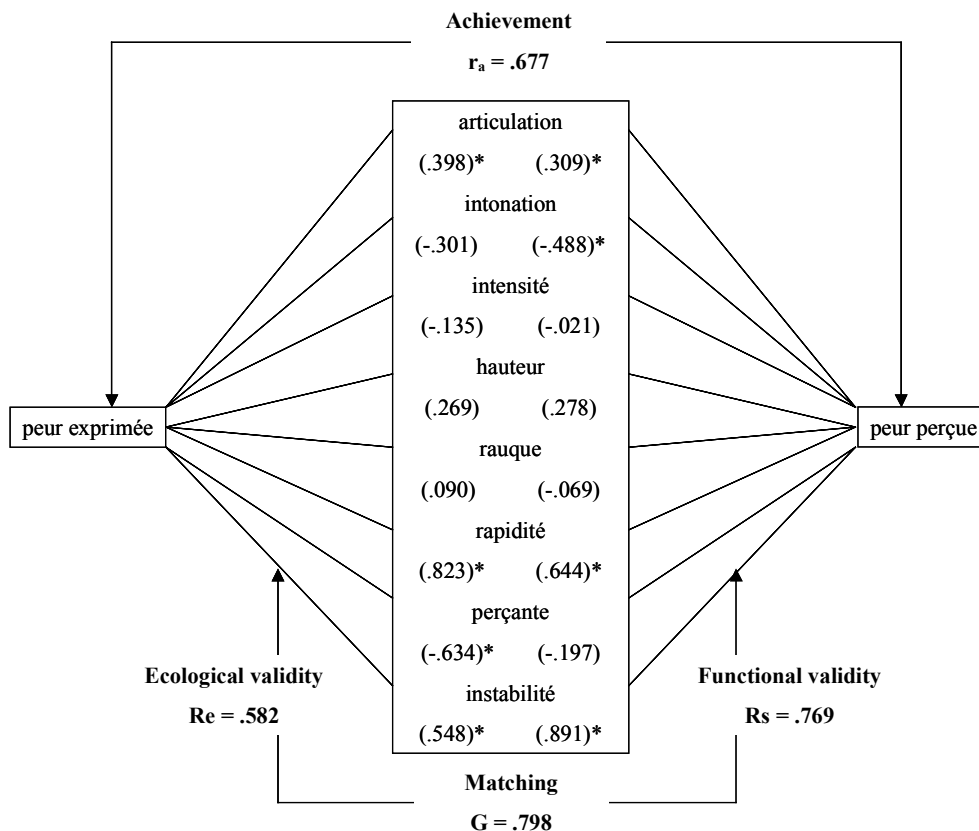 Achievement
rₐ = .677
articulation
(.398)* (.309)*
intonation
(-.301) (-.488)*
intensité
(-.135) (-.021)
hauteur
(.269) (.278)
peur exprimée
peur perçue
rauque
(.090) (-.069)
rapidité
(.823)* (.644)*
perçante
(-.634)* (-.197)
Ecological validity
Re = .582
instabilité
(.548)* (.891)*
Functional validity
Rs = .769
Matching
G = .798